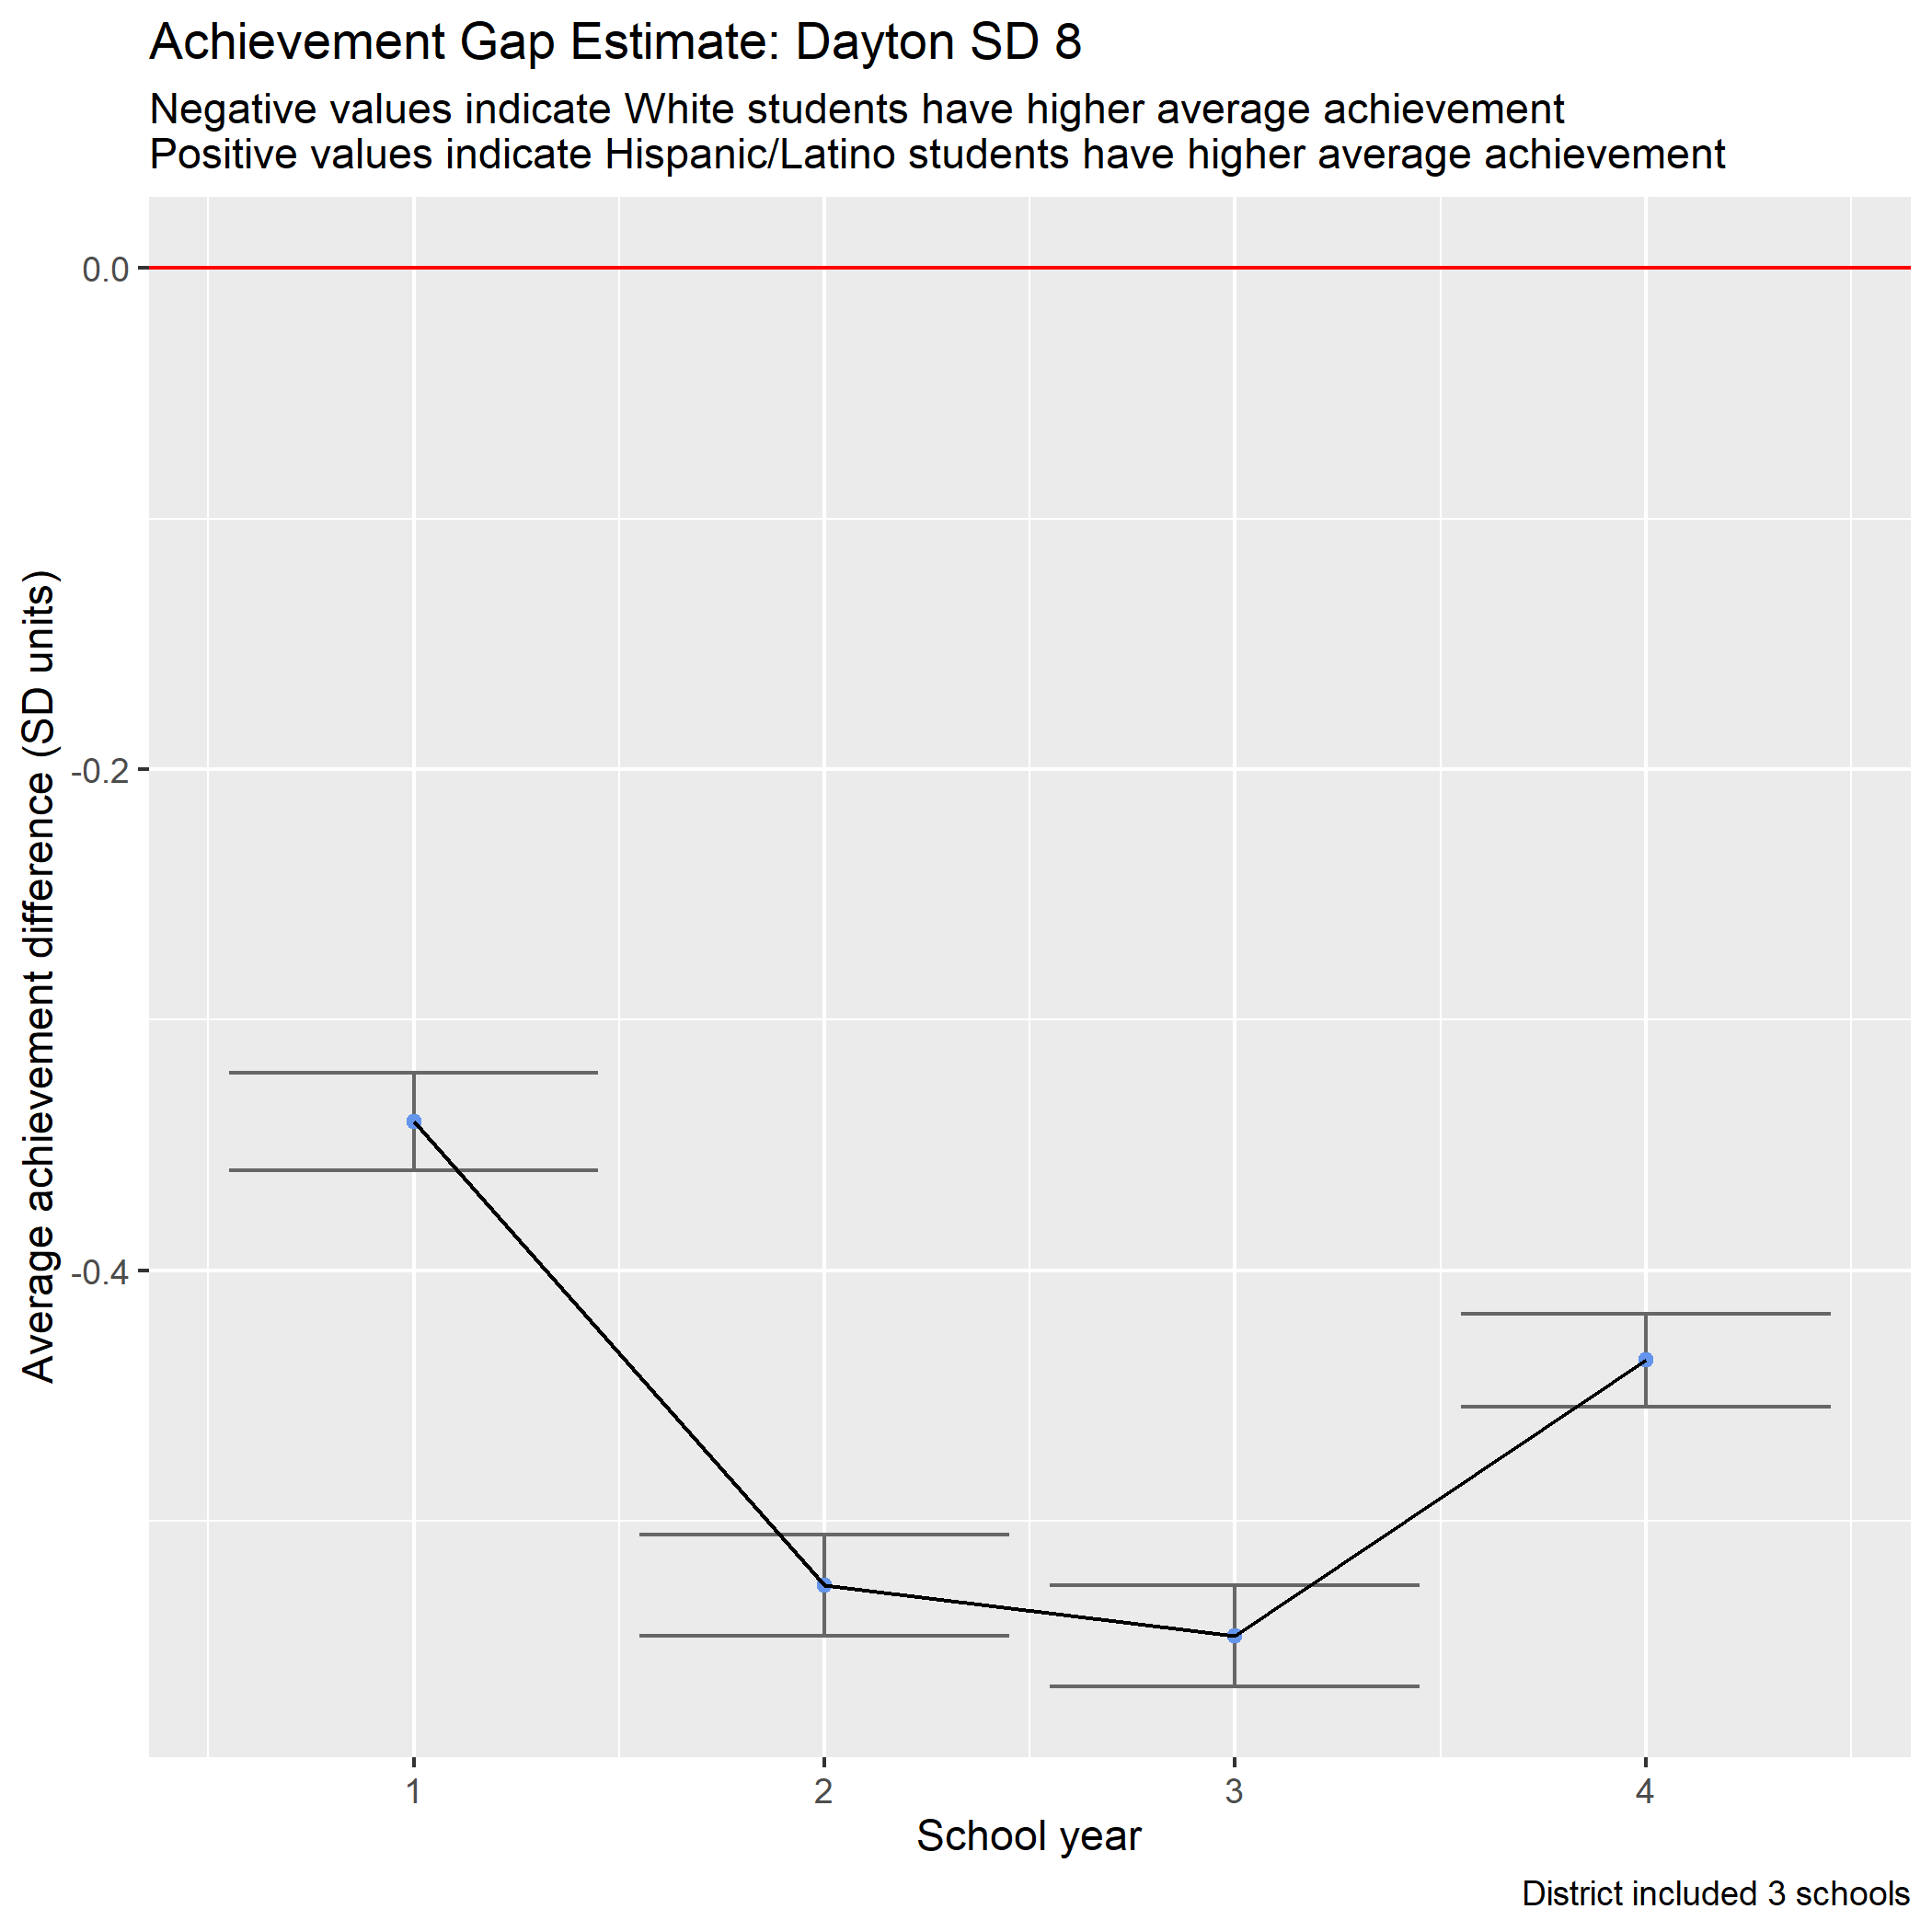 Achievement Gap Estimate: Dayton SD 8
Negative values indicate White students have higher average achievement
Positive values indicate Hispanic/Latino students have higher average achievement
Average achievement difference (SD units)
0.0
-0.2
-0.4
1
2
3
4
School year
District included 3 schools